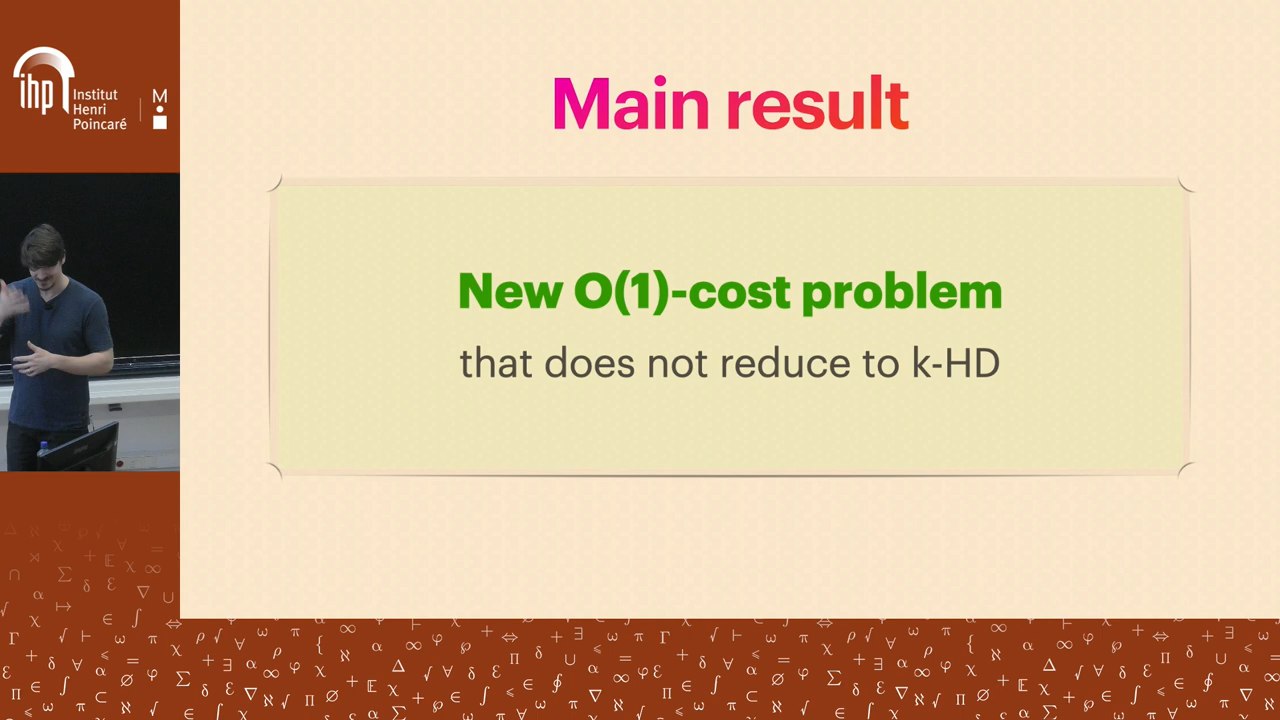 ihp
Institut
Henri
Poincaré
M
Main result
New O(1)-cost problem
that does not reduce to k-HD